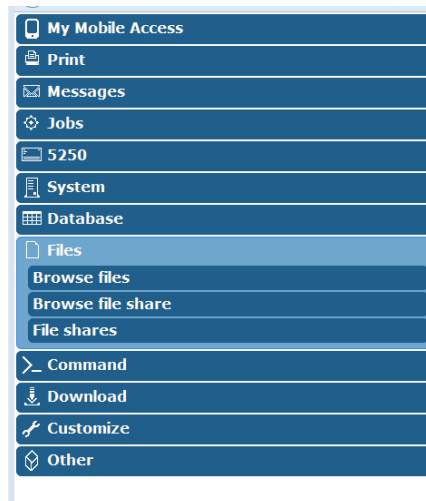 My Mobile Access
Print
Messages
Jobs
5250
System
Database
Files
Browse files
Browse file share
File shares
Command
Download
Customize
Other